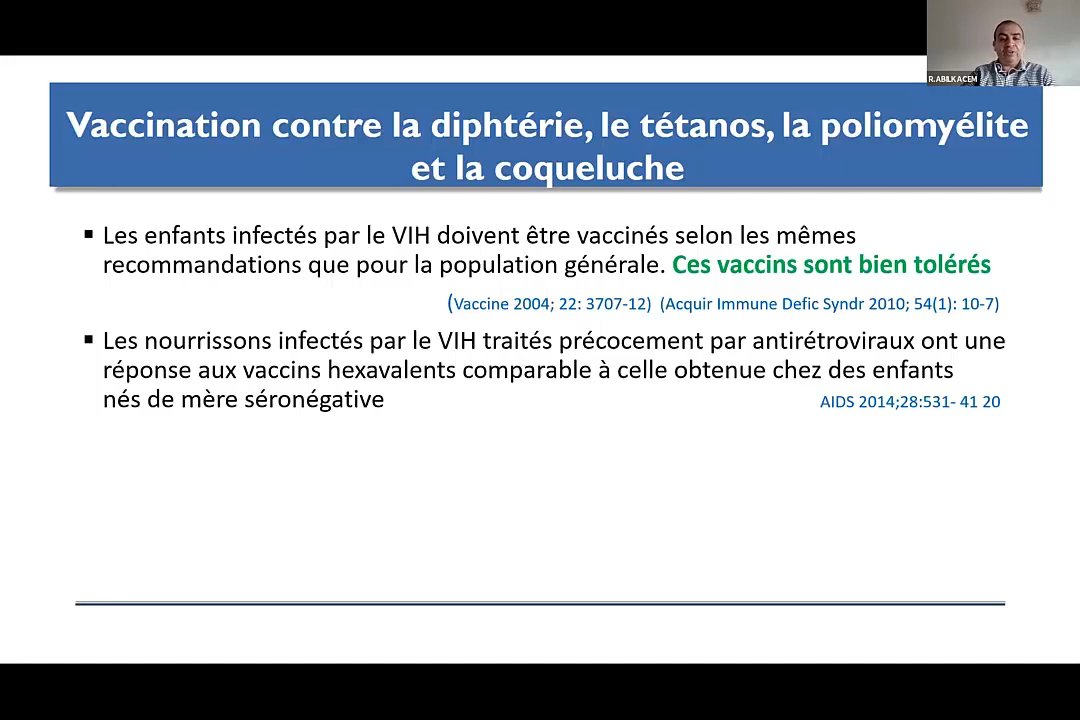 R.ABILKACEM
Vaccination contre la diphtérie, le tétanos, la poliomyélite
et la coqueluche
▪ Les enfants infectés par le VIH doivent être vaccinés selon les mêmes
recommandations que pour la population générale. Ces vaccins sont bien tolérés
(Vaccine 2004; 22: 3707-12) (Acquir Immune Defic Syndr 2010; 54(1): 10-7)
▪ Les nourrissons infectés par le VIH traités précocement par antirétroviraux ont une
réponse aux vaccins hexavalents comparable à celle obtenue chez des enfants
nés de mère séronégative AIDS 2014;28:531- 41 20